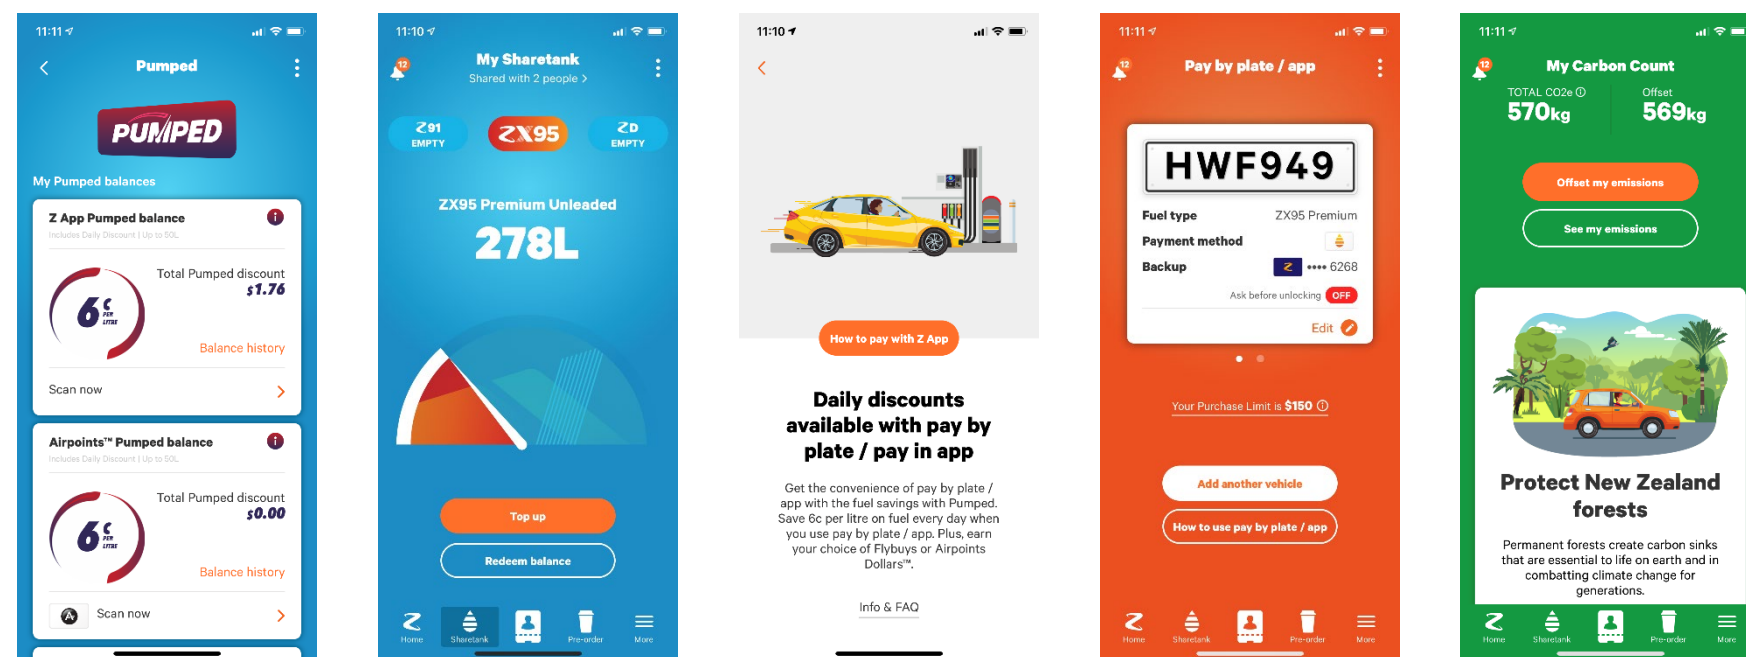 11:11
Pumped
PUMPED
My Pumped balances
Z App Pumped balance
Includes Daily Discount | Up to 50L
Total Pumped discount
$1.76
6c PER LITRE
Balance history
Scan now
Airpoints™ Pumped balance
Includes Daily Discount | Up to 50L
Total Pumped discount
$0.00
6c PER LITRE
Balance history
Scan now
11:10
12
My Sharetank
Shared with 2 people >
Z91
EMPTY
ZX95
ZD
EMPTY
ZX95 Premium Unleaded
278L
Top up
Redeem balance
Home
Sharetank
Pre-order
More
11:10
How to pay with Z App
Daily discounts
available with pay by
plate / pay in app
Get the convenience of pay by plate /
app with the fuel savings with Pumped.
Save 6c per litre on fuel every day when
you use pay by plate / app. Plus, earn
your choice of Flybuys or Airpoints
Dollars™.
Info & FAQ
11:11
12
Pay by plate / app
HWF949
Fuel type ZX95 Premium
Payment method
Backup Z •••• 6268
Ask before unlocking OFF
Edit
Your Purchase Limit is $150
Add another vehicle
How to use pay by plate / app
Home
Sharetank
Pre-order
More
11:11
12
My Carbon Count
TOTAL CO2e
570kg
Offset
569kg
Offset my emissions
See my emissions
Protect New Zealand
forests
Permanent forests create carbon sinks
that are essential to life on earth and in
combatting climate change for
generations.
Home
Sharetank
Pre-order
More